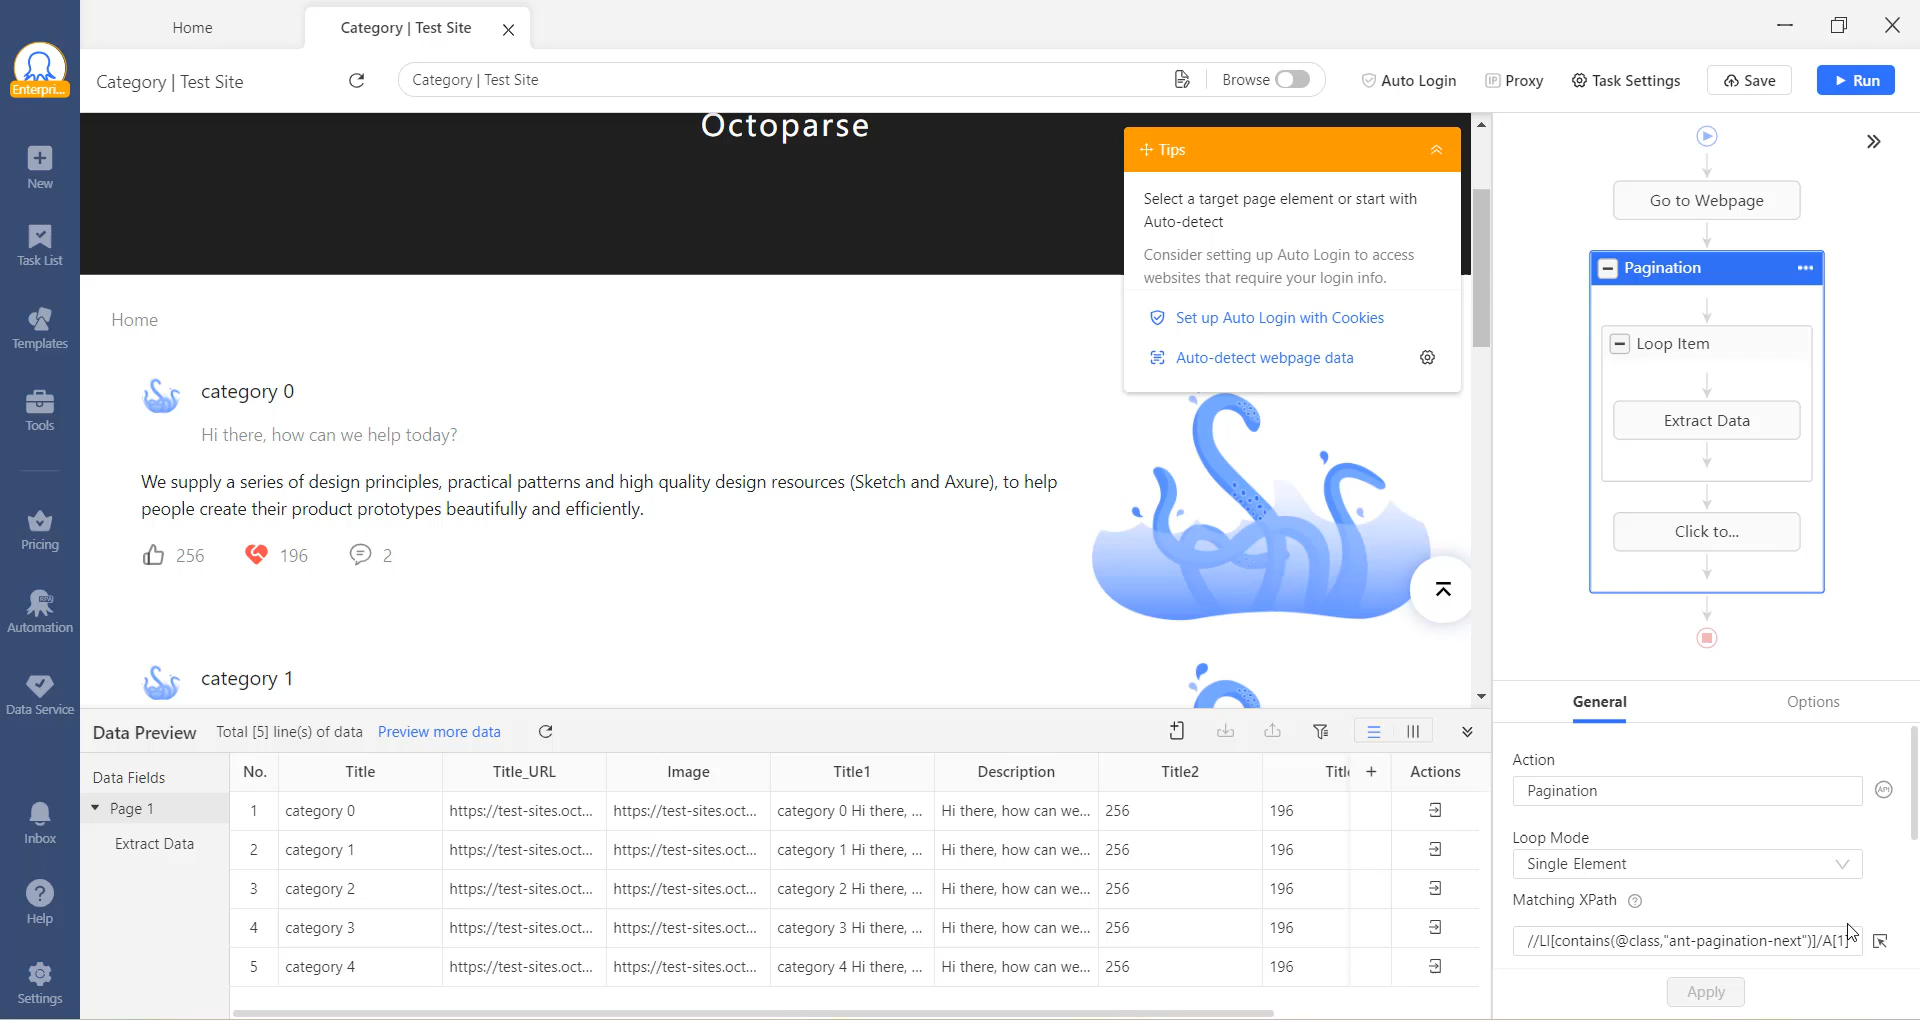 Home
Category | Test Site
Enterpri...
Category | Test Site
Category | Test Site
Browse
Auto Login
IP Proxy
Task Settings
Save
Run
New
Task List
Templates
Tools
Pricing
Automation
Data Service
Inbox
Help
Settings
Octoparse
Tips
Select a target page element or start with
Auto-detect
Consider setting up Auto Login to access
websites that require your login info.
Set up Auto Login with Cookies
Auto-detect webpage data
Home
category 0
Hi there, how can we help today?
We supply a series of design principles, practical patterns and high quality design resources (Sketch and Axure), to help
people create their product prototypes beautifully and efficiently.
256
196
2
category 1
Go to Webpage
Pagination
Loop Item
Extract Data
Click to...
Data Preview
Total [5] line(s) of data
Preview more data
Data Fields
Page 1
Extract Data
No. Title Title_URL Image Title1 Description Title2 Titl + Actions
1 category 0 https://test-sites.oct... https://test-sites.oct... category 0 Hi there, ... Hi there, how can we... 256 196
2 category 1 https://test-sites.oct... https://test-sites.oct... category 1 Hi there, ... Hi there, how can we... 256 196
3 category 2 https://test-sites.oct... https://test-sites.oct... category 2 Hi there, ... Hi there, how can we... 256 196
4 category 3 https://test-sites.oct... https://test-sites.oct... category 3 Hi there, ... Hi there, how can we... 256 196
5 category 4 https://test-sites.oct... https://test-sites.oct... category 4 Hi there, ... Hi there, how can we... 256 196
General
Options
Action
Pagination
API
Loop Mode
Single Element
Matching XPath ?
//LI[contains(@class,"ant-pagination-next")]/A[1]
Apply